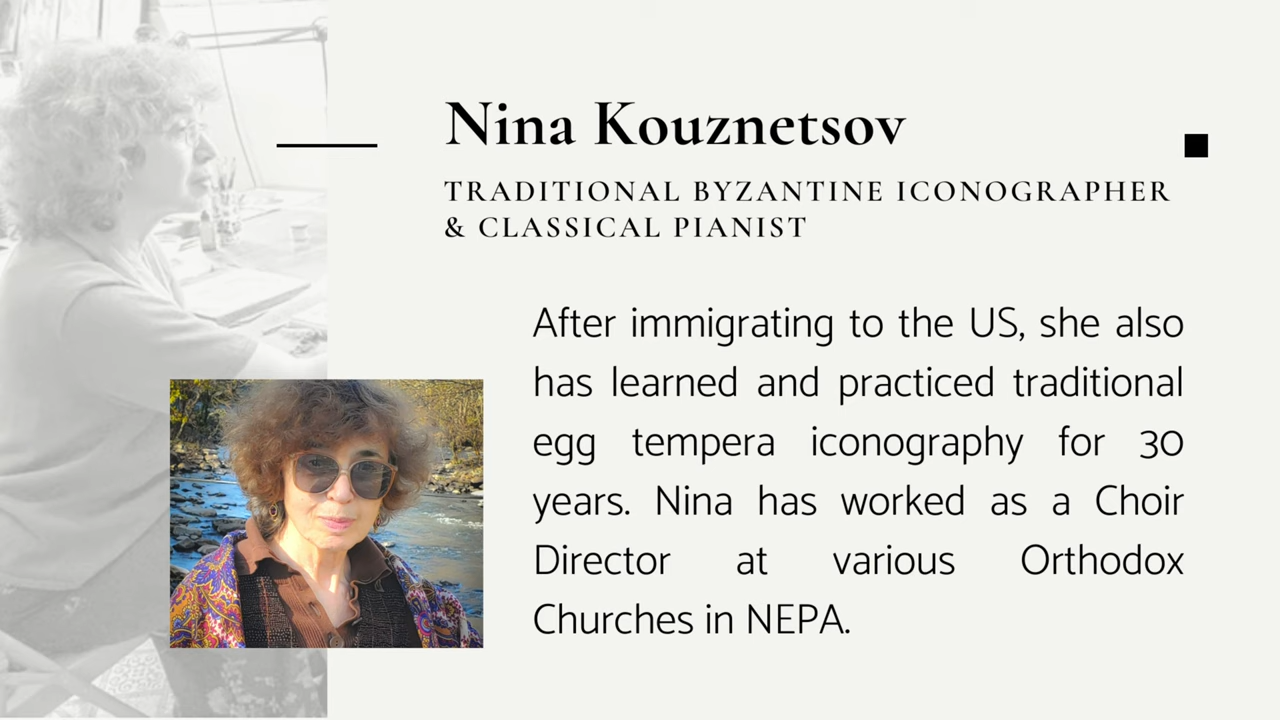 Nina Kouznetsov
TRADITIONAL BYZANTINE ICONOGRAPHER
& CLASSICAL PIANIST
After immigrating to the US, she also
has learned and practiced traditional
egg tempera iconography for 30
years. Nina has worked as a Choir
Director at various Orthodox
Churches in NEPA.